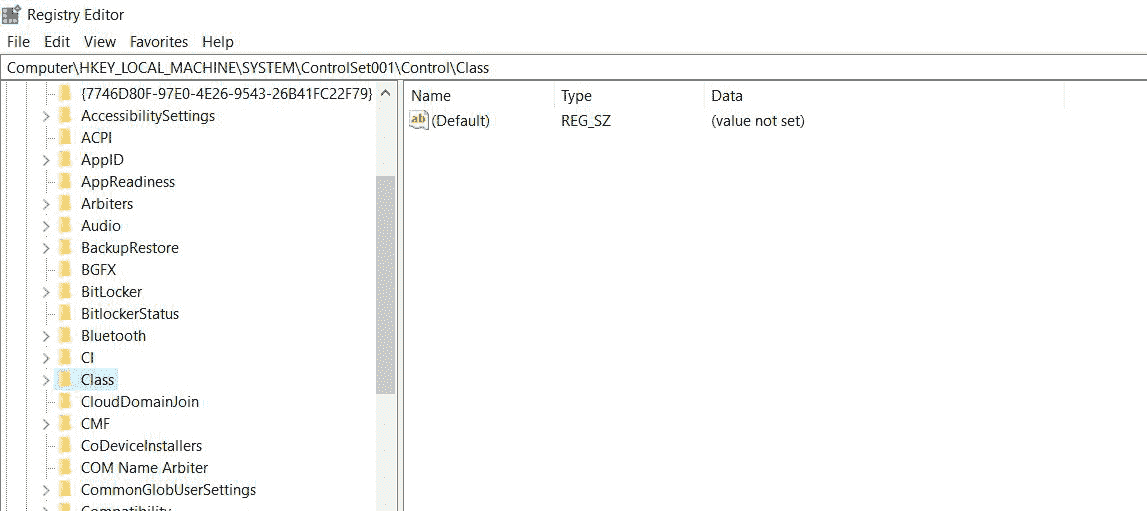 Registry Editor
File Edit View Favorites Help
Computer\HKEY_LOCAL_MACHINE\SYSTEM\ControlSet001\Control\Class
{7746D80F-97E0-4E26-9543-26B41FC22F79}
AccessibilitySettings
ACPI
AppID
AppReadiness
Arbiters
Audio
BackupRestore
BGFX
BitLocker
BitlockerStatus
Bluetooth
CI
Class
CloudDomainJoin
CMF
CoDeviceInstallers
COM Name Arbiter
CommonGlobUserSettings
Compatibility
Name Type Data
ab (Default) REG_SZ (value not set)